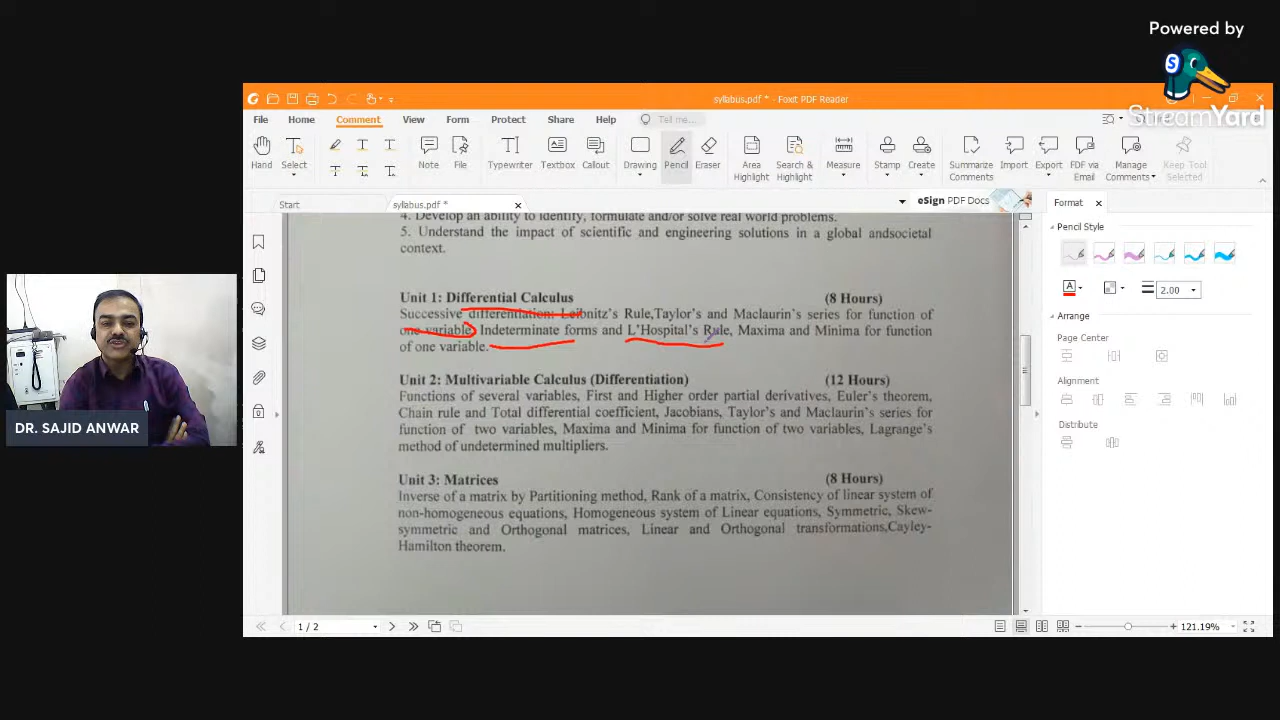 Powered by
StreamYard
syllabus.pdf * - Foxit PDF Reader
File Home Comment View Form Protect Share Help Tell me...
Hand Select Note File Typewriter Textbox Callout Drawing Pencil Eraser Area Highlight Search & Highlight Measure Stamp Create Summarize Comments Import Export FDF via Email Manage Comments Keep Tool Selected
Start syllabus.pdf * eSign PDF Docs
4. Develop an ability to identify, formulate and/or solve real world problems.
5. Understand the impact of scientific and engineering solutions in a global andsocietal
context.
Unit 1: Differential Calculus (8 Hours)
Successive differentiation: Leibnitz's Rule,Taylor's and Maclaurin's series for function of
one variable, Indeterminate forms and L'Hospital's Rule, Maxima and Minima for function
of one variable.
Unit 2: Multivariable Calculus (Differentiation) (12 Hours)
Functions of several variables, First and Higher order partial derivatives, Euler's theorem,
Chain rule and Total differential coefficient, Jacobians, Taylor's and Maclaurin's series for
function of two variables, Maxima and Minima for function of two variables, Lagrange's
method of undetermined multipliers.
Unit 3: Matrices (8 Hours)
Inverse of a matrix by Partitioning method, Rank of a matrix, Consistency of linear system of
non-homogeneous equations, Homogeneous system of Linear equations, Symmetric, Skew-
symmetric and Orthogonal matrices, Linear and Orthogonal transformations,Cayley-
Hamilton theorem.
Format
Pencil Style
2.00
Arrange
Page Center
Alignment
Distribute
DR. SAJID ANWAR
1 / 2
121.19%